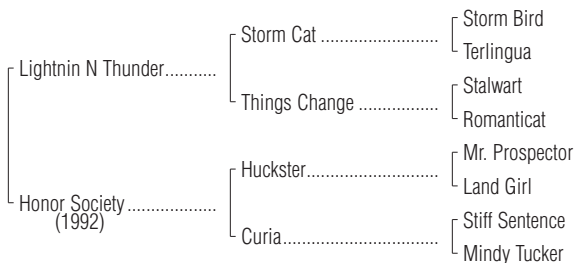 Storm Bird
Storm Cat ........................
Terlingua
Lightnin N Thunder...........
Stalwart
Things Change ................
Romanticat
Mr. Prospector
Huckster...........................
Land Girl
Honor Society ..................
(1992)
Stiff Sentence
Curia................................
Mindy Tucker